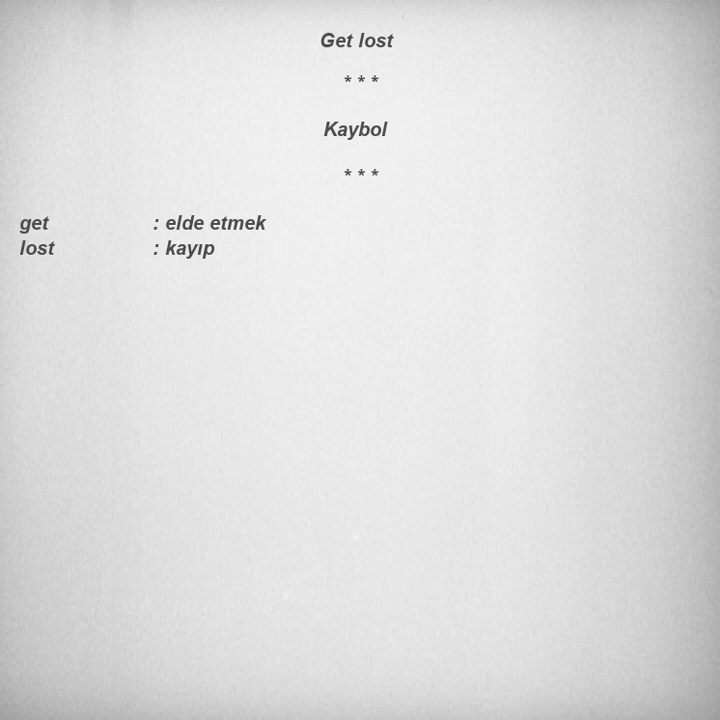 Get lost
* * *
Kaybol
* * *
get : elde etmek
lost : kayıp